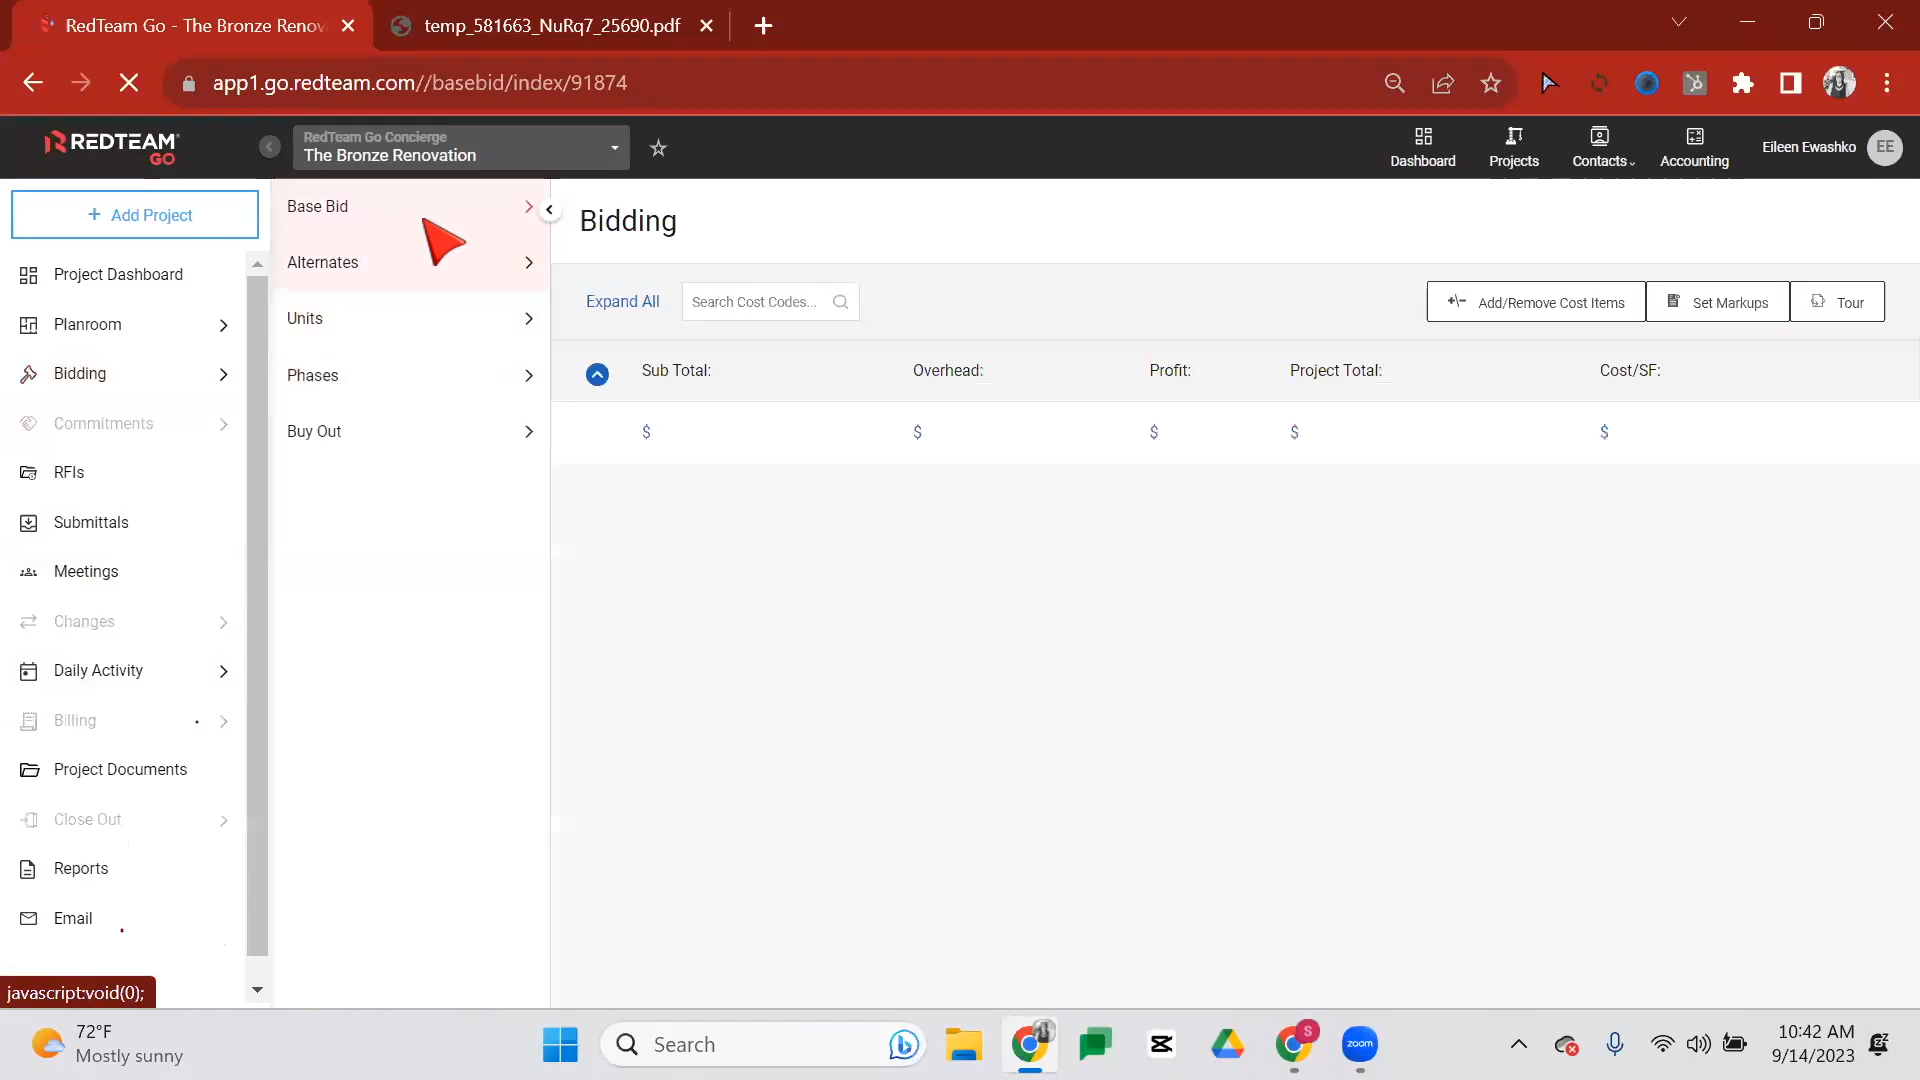 RedTeam Go - The Bronze Renov
temp_581663_NuRq7_25690.pdf
app1.go.redteam.com//basebid/index/91874
REDTEAM
GO
RedTeam Go Concierge
The Bronze Renovation
Dashboard
Projects
Contacts
Accounting
Eileen Ewashko
EE
+ Add Project
Project Dashboard
Planroom
Bidding
Commitments
RFIs
Submittals
Meetings
Changes
Daily Activity
Billing
Project Documents
Close Out
Reports
Email
Base Bid
Alternates
Units
Phases
Buy Out
Bidding
Expand All
Search Cost Codes...
Add/Remove Cost Items
Set Markups
Tour
Sub Total: Overhead: Profit: Project Total: Cost/SF:
$ $ $ $ $
javascript:void(0);
72°F
Mostly sunny
Search
S
zoom
10:42 AM
9/14/2023